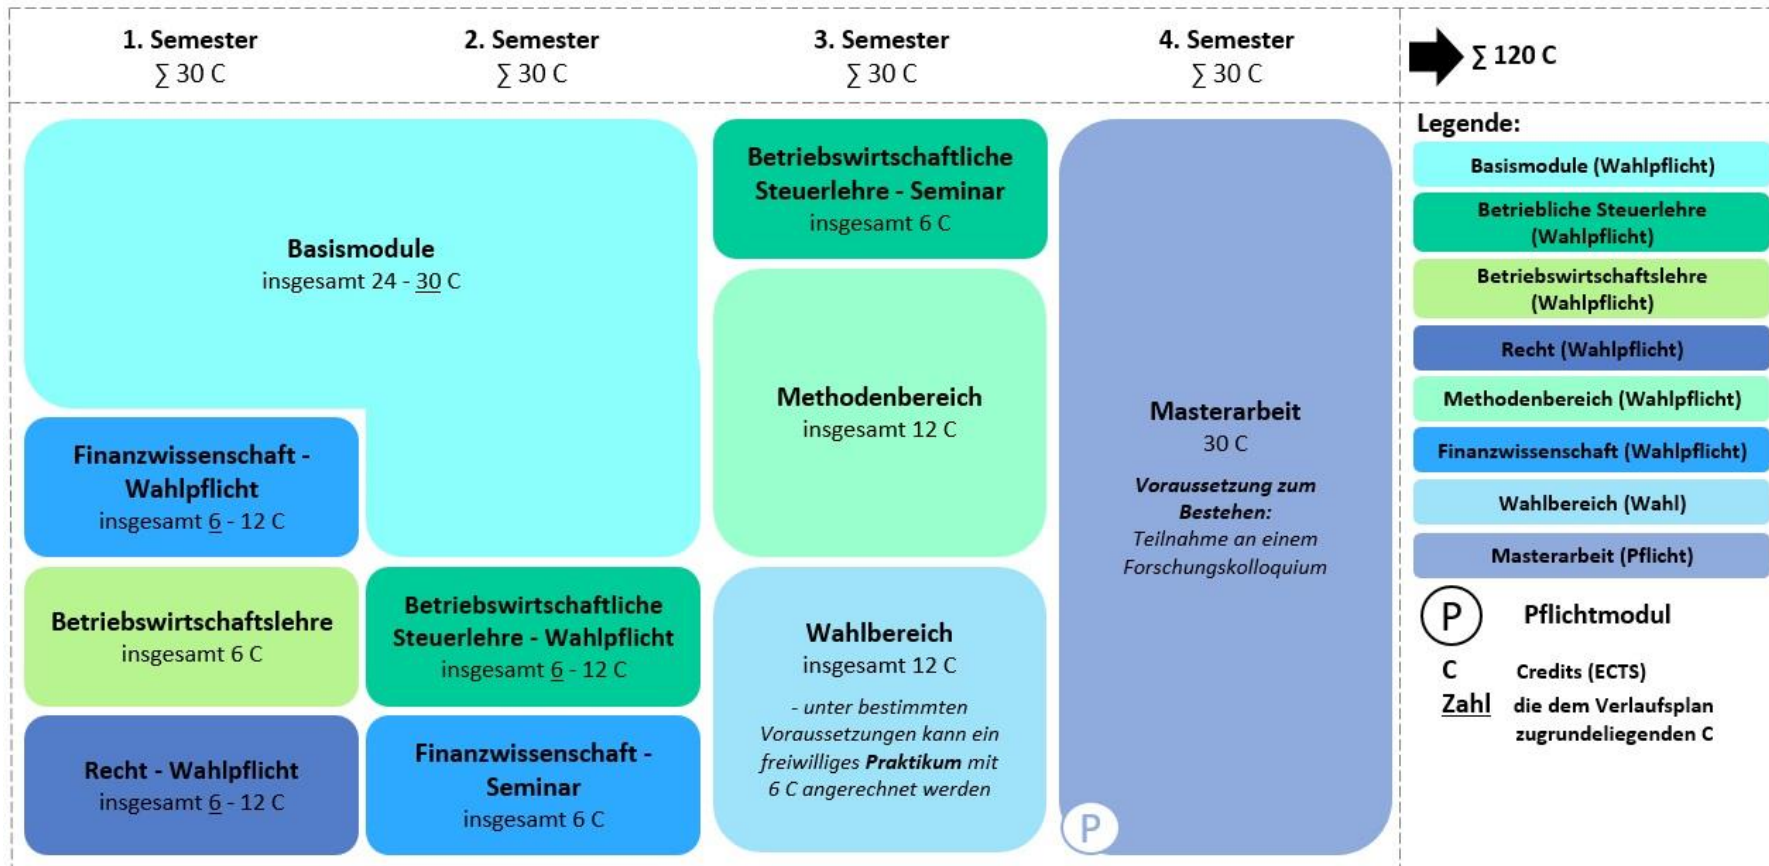 1. Semester
∑ 30 C
2. Semester
∑ 30 C
3. Semester
∑ 30 C
4. Semester
∑ 30 C
∑ 120 C
Basismodule
insgesamt 24 - 30 C
Finanzwissenschaft -
Wahlpflicht
insgesamt 6 - 12 C
Betriebswirtschaftslehre
insgesamt 6 C
Recht - Wahlpflicht
insgesamt 6 - 12 C
Betriebswirtschaftliche
Steuerlehre - Wahlpflicht
insgesamt 6 - 12 C
Finanzwissenschaft -
Seminar
insgesamt 6 C
Betriebswirtschaftliche
Steuerlehre - Seminar
insgesamt 6 C
Methodenbereich
insgesamt 12 C
Wahlbereich
insgesamt 12 C
- unter bestimmten
Voraussetzungen kann ein
freiwilliges Praktikum mit
6 C angerechnet werden
Masterarbeit
30 C
Voraussetzung zum
Bestehen:
Teilnahme an einem
Forschungskolloquium
P
Legende:
Basismodule (Wahlpflicht)
Betriebliche Steuerlehre
(Wahlpflicht)
Betriebswirtschaftslehre
(Wahlpflicht)
Recht (Wahlpflicht)
Methodenbereich (Wahlpflicht)
Finanzwissenschaft (Wahlpflicht)
Wahlbereich (Wahl)
Masterarbeit (Pflicht)
P Pflichtmodul
C Credits (ECTS)
Zahl die dem Verlaufsplan
zugrundeliegenden C